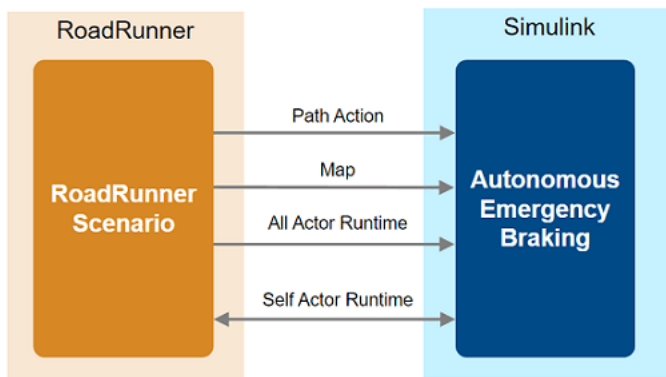 RoadRunner
Simulink
RoadRunner
Scenario
Path Action
Map
All Actor Runtime
Self Actor Runtime
Autonomous
Emergency
Braking